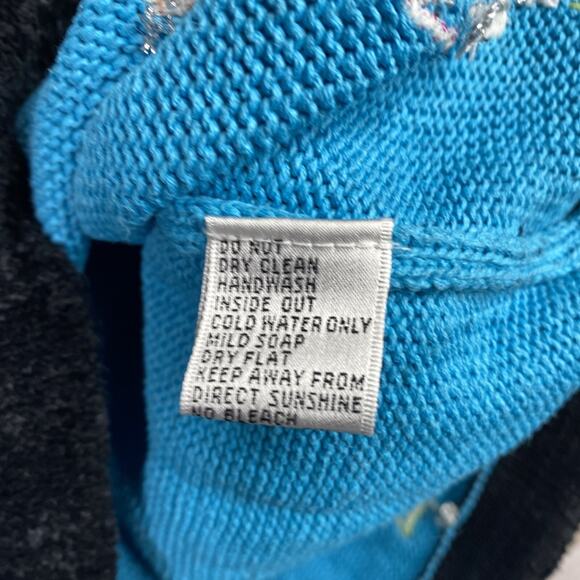 DO NOT
DRY CLEAN
HANDWASH
INSIDE OUT
COLD WATER ONLY
MILD SOAP
DRY FLAT
KEEP AWAY FROM
DIRECT SUNSHINE
NO BLEACH